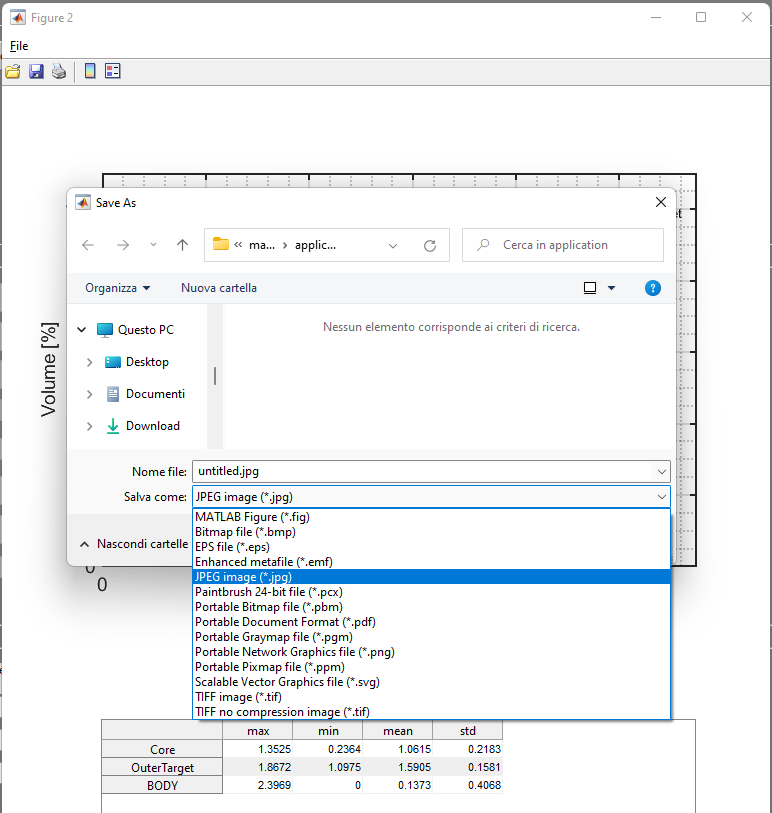 Figure 2
File
Save As
« ma... › applic...
Cerca in application
Organizza
Nuova cartella
Questo PC
Desktop
Documenti
Download
Nessun elemento corrisponde ai criteri di ricerca.
Volume [%]
Nome file: untitled.jpg
Salva come: JPEG image (*.jpg)
Nascondi cartelle
MATLAB Figure (*.fig)
Bitmap file (*.bmp)
EPS file (*.eps)
Enhanced metafile (*.emf)
JPEG image (*.jpg)
Paintbrush 24-bit file (*.pcx)
Portable Bitmap file (*.pbm)
Portable Document Format (*.pdf)
Portable Graymap file (*.pgm)
Portable Network Graphics file (*.png)
Portable Pixmap file (*.ppm)
Scalable Vector Graphics file (*.svg)
TIFF image (*.tif)
TIFF no compression image (*.tif)
0
0
max min mean std
Core 1.3525 0.2364 1.0615 0.2183
OuterTarget 1.8672 1.0975 1.5905 0.1581
BODY 2.3969 0 0.1373 0.4068